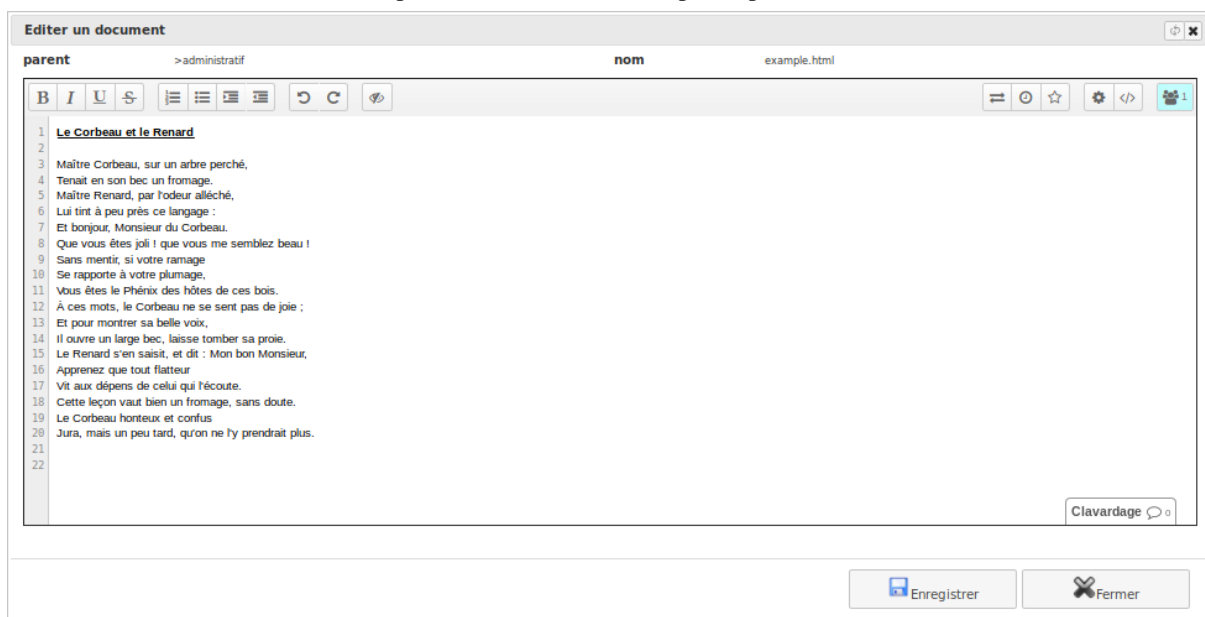 Editer un document
parent >administratif nom example.html
B I U S 1
1 Le Corbeau et le Renard
2
3 Maître Corbeau, sur un arbre perché,
4 Tenait en son bec un fromage.
5 Maître Renard, par l'odeur alléché,
6 Lui tint à peu près ce langage :
7 Et bonjour, Monsieur du Corbeau.
8 Que vous êtes joli ! que vous me semblez beau !
9 Sans mentir, si votre ramage
10 Se rapporte à votre plumage,
11 Vous êtes le Phénix des hôtes de ces bois.
12 À ces mots, le Corbeau ne se sent pas de joie ;
13 Et pour montrer sa belle voix,
14 Il ouvre un large bec, laisse tomber sa proie.
15 Le Renard s'en saisit, et dit : Mon bon Monsieur,
16 Apprenez que tout flatteur
17 Vit aux dépens de celui qui l'écoute.
18 Cette leçon vaut bien un fromage, sans doute.
19 Le Corbeau honteux et confus
20 Jura, mais un peu tard, qu'on ne l'y prendrait plus.
21
22
Clavardage 0
Enregistrer Fermer